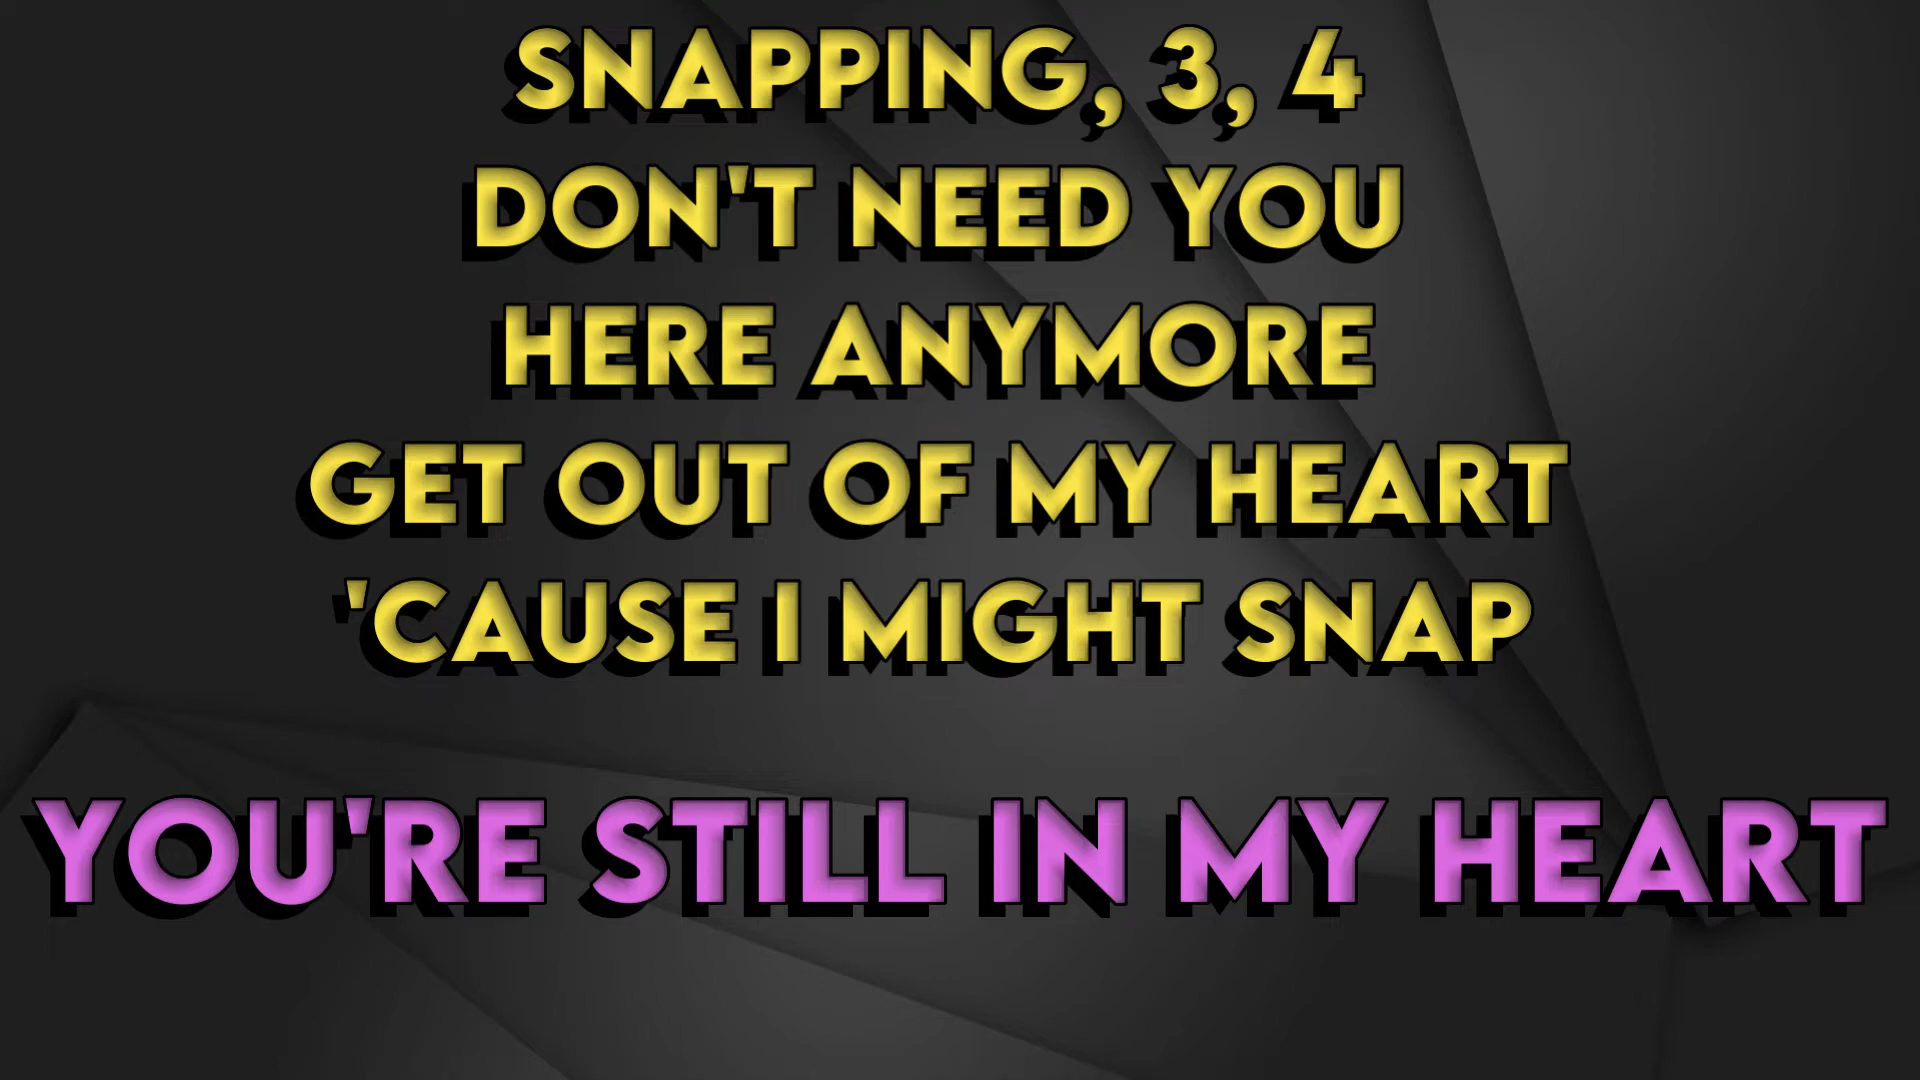 SNAPPING, 3, 4
DON'T NEED YOU
HERE ANYMORE
GET OUT OF MY HEART
'CAUSE I MIGHT SNAP
YOU'RE STILL IN MY HEART